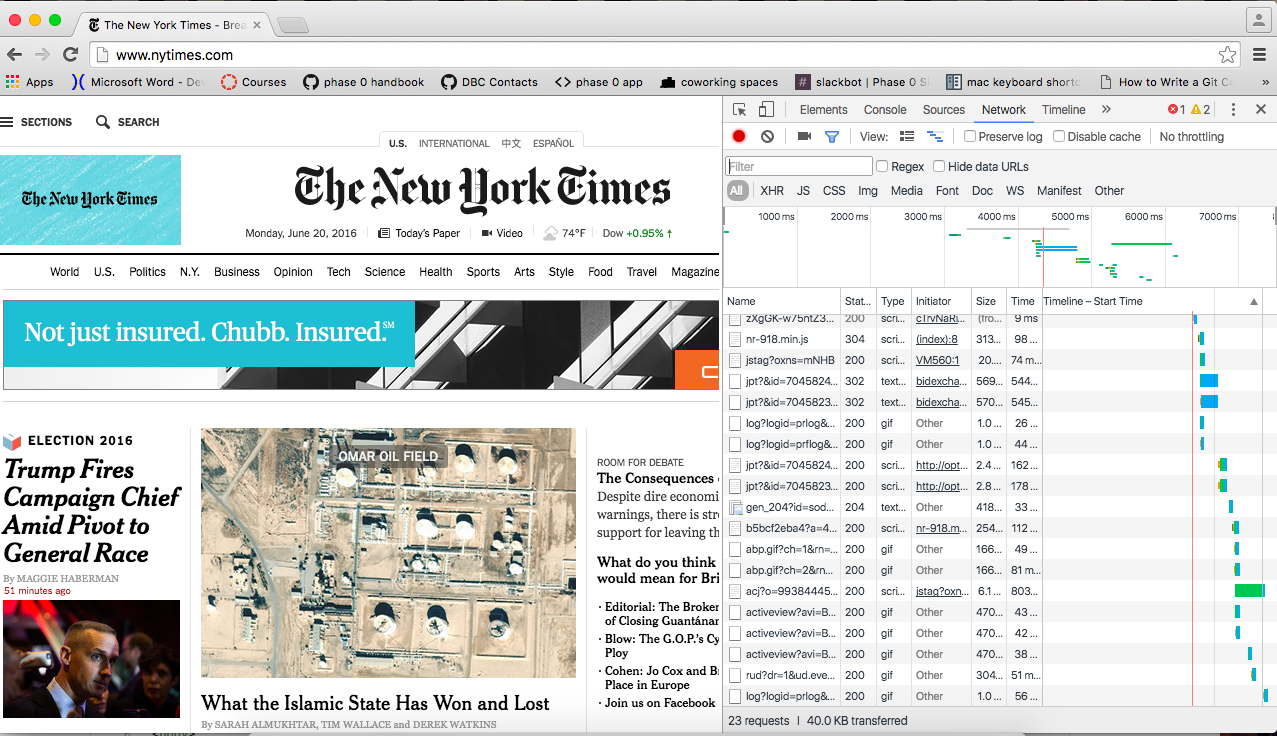 The New York Times - Brea
www.nytimes.com
Apps Microsoft Word - Dev Courses phase 0 handbook DBC Contacts phase 0 app coworking spaces slackbot | Phase 0 S mac keyboard shortc How to Write a Git Co »
SECTIONS SEARCH
U.S. INTERNATIONAL 中文 ESPAÑOL
The New York Times
The New York Times
Monday, June 20, 2016 Today's Paper Video 74°F Dow +0.95% ↑
World U.S. Politics N.Y. Business Opinion Tech Science Health Sports Arts Style Food Travel Magazine
Not just insured. Chubb. Insured.℠
ELECTION 2016
Trump Fires
Campaign Chief
Amid Pivot to
General Race
By MAGGIE HABERMAN
51 minutes ago
OMAR OIL FIELD
What the Islamic State Has Won and Lost
By SARAH ALMUKHTAR, TIM WALLACE and DEREK WATKINS
ROOM FOR DEBATE
The Consequences
Despite dire economi
warnings, there is stro
support for leaving th
What do you think
would mean for Bri
· Editorial: The Broken
of Closing Guantánar
· Blow: The G.O.P.'s Cy
Ploy
· Cohen: Jo Cox and B
Place in Europe
· Join us on Facebook
Elements Console Sources Network Timeline » 1 2
View: Preserve log Disable cache No throttling
Filter Regex Hide data URLs
All XHR JS CSS Img Media Font Doc WS Manifest Other
1000 ms 2000 ms 3000 ms 4000 ms 5000 ms 6000 ms 7000 ms
Name Stat... Type Initiator Size Time Timeline – Start Time
zXgGK-w75ntZ3... 200 scri... cTrvNaRi... (fro... 9 ms
nr-918.min.js 304 scri... (index):8 313... 98 ...
jstag?oxns=mNHB 200 scri... VM560:1 20.... 74 m...
jpt?&id=7045824... 302 text... bidexcha... 569... 544...
jpt?&id=7045823... 302 text... bidexcha... 570... 545...
log?logid=prlog&... 200 gif Other 1.0 ... 26 ...
log?logid=prflog&... 200 gif Other 1.0 ... 44 ...
jpt?&id=7045824... 200 scri... http://opt... 2.4 ... 162...
jpt?&id=7045823... 200 scri... http://opt... 2.8 ... 178...
gen_204?id=sod... 204 text... Other 418... 33 ...
b5bcf2eba4?a=4... 200 scri... nr-918.m... 254... 112 ...
abp.gif?ch=1&rn=... 200 gif Other 166... 49 ...
abp.gif?ch=2&rn... 200 gif Other 166... 81 m...
acj?o=99384445... 200 scri... jstag?oxn... 6.1 ... 803...
activeview?avi=B... 200 gif Other 470... 43 ...
activeview?avi=B... 200 gif Other 470... 42 ...
activeview?avi=B... 200 gif Other 470... 38 ...
rud?dr=1&ud.eve... 200 gif Other 304... 51 m...
log?logid=prlog&... 200 gif Other 1.0 ... 56 ...
23 requests | 40.0 KB transferred